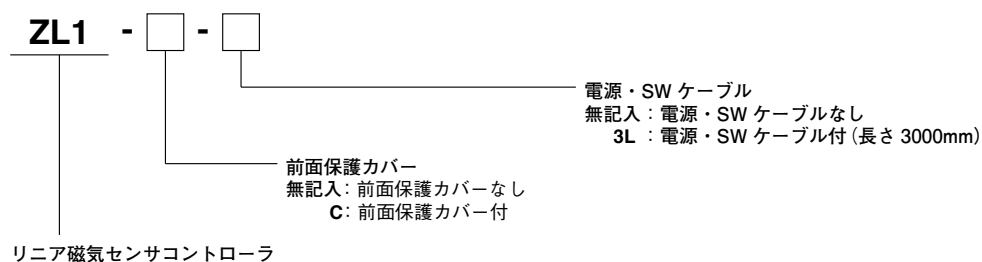 ZL1 - □ - □
電源・SW ケーブル
無記入：電源・SW ケーブルなし
3L ：電源・SW ケーブル付（長さ 3000mm）
前面保護カバー
無記入：前面保護カバーなし
C：前面保護カバー付
リニア磁気センサコントローラ